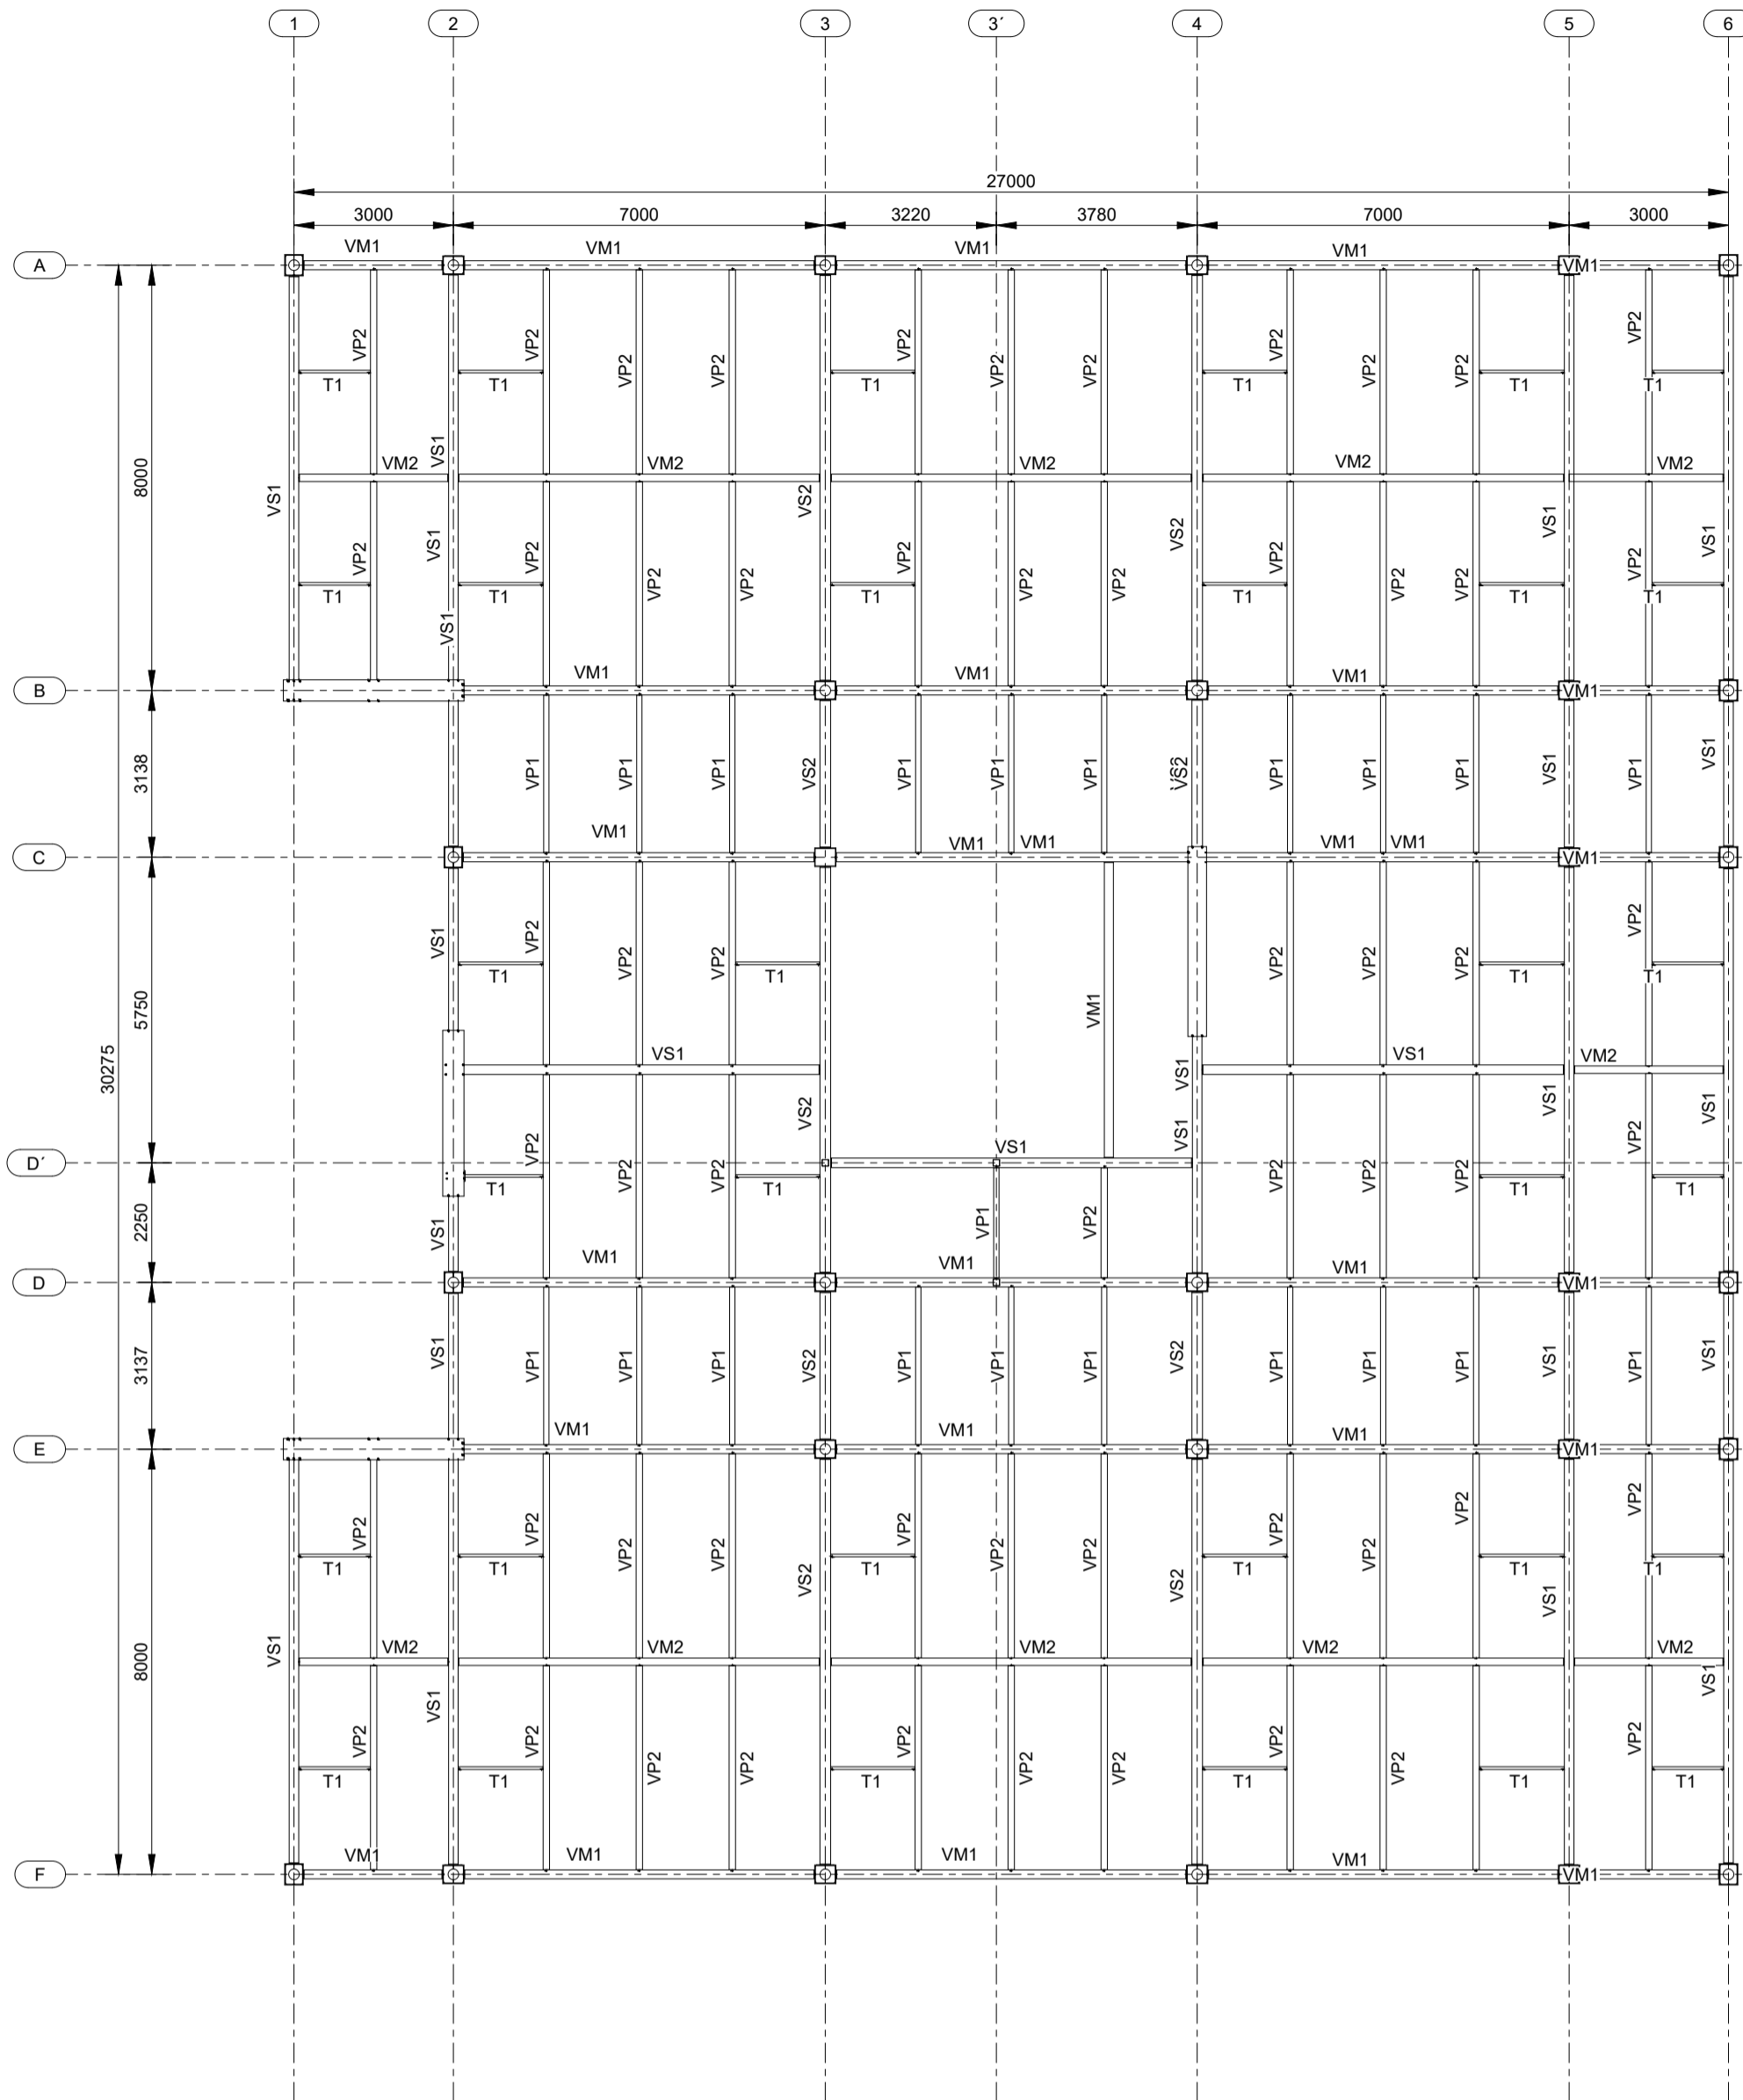 1 2 3 3´ 4 5 6
27000
3000 7000 3220 3780 7000 3000
VM1 VM1 VM1 VM1
A VM1
VP2 VP2 VP2 VP2 VP2 VP2 VP2 VP2 VP2 VP2 VP2
T1 T1 T1 T1 T1 T1
8000 VS1 VM2 VS1 VM2 VS2 VM2 VS2 VM2 VS1 VM2 VS1
VS1
VP2 VP2 VP2 VP2 VP2 VP2 VP2 VP2 VP2 VP2 VP2
T1 T1 T1 T1 T1 T1
VS1
VM1 VM1 VM1
B VM1
3138 VP1 VP1 VP1 VS2 VP1 VP1 VP1 VS2 VP1 VP1 VP1 VS1 VP1 VS1
VM1 VM1 VM1 VM1 VM1
C VM1
VS1 VP2 VP2 VP2 VP2 VP2 VP2 VP2
T1 T1 T1 T1
5750 VM1
30275 VS1 VS1 VS1 VM2
VS2 VS1 VS1 VS1
VP2 VP2 VP2 VS1 VS1 VP2 VP2 VP2 VP2
D´
T1 T1 T1 T1
2250 VS1 VP1 VP2
VM1 VM1 VM1
D VM1
3137 VS1 VP1 VP1 VP1 VS2 VP1 VP1 VP1 VS2 VP1 VP1 VP1 VS1 VP1 VS1
VM1 VM1 VM1
E VM1
VP2 VP2 VP2 VP2 VP2 VP2 VP2 VP2 VP2 VP2 VP2
T1 T1 T1 T1 T1 T1
VS2 VS2 VS1
8000 VS1 VM2 VM2 VM2 VM2 VM2
VS1 VS1
VP2 VP2 VP2 VP2 VP2 VP2 VP2 VP2 VP2 VP2
T1 T1 T1 T1 T1 T1
VM1 VM1 VM1 VM1
F VM1